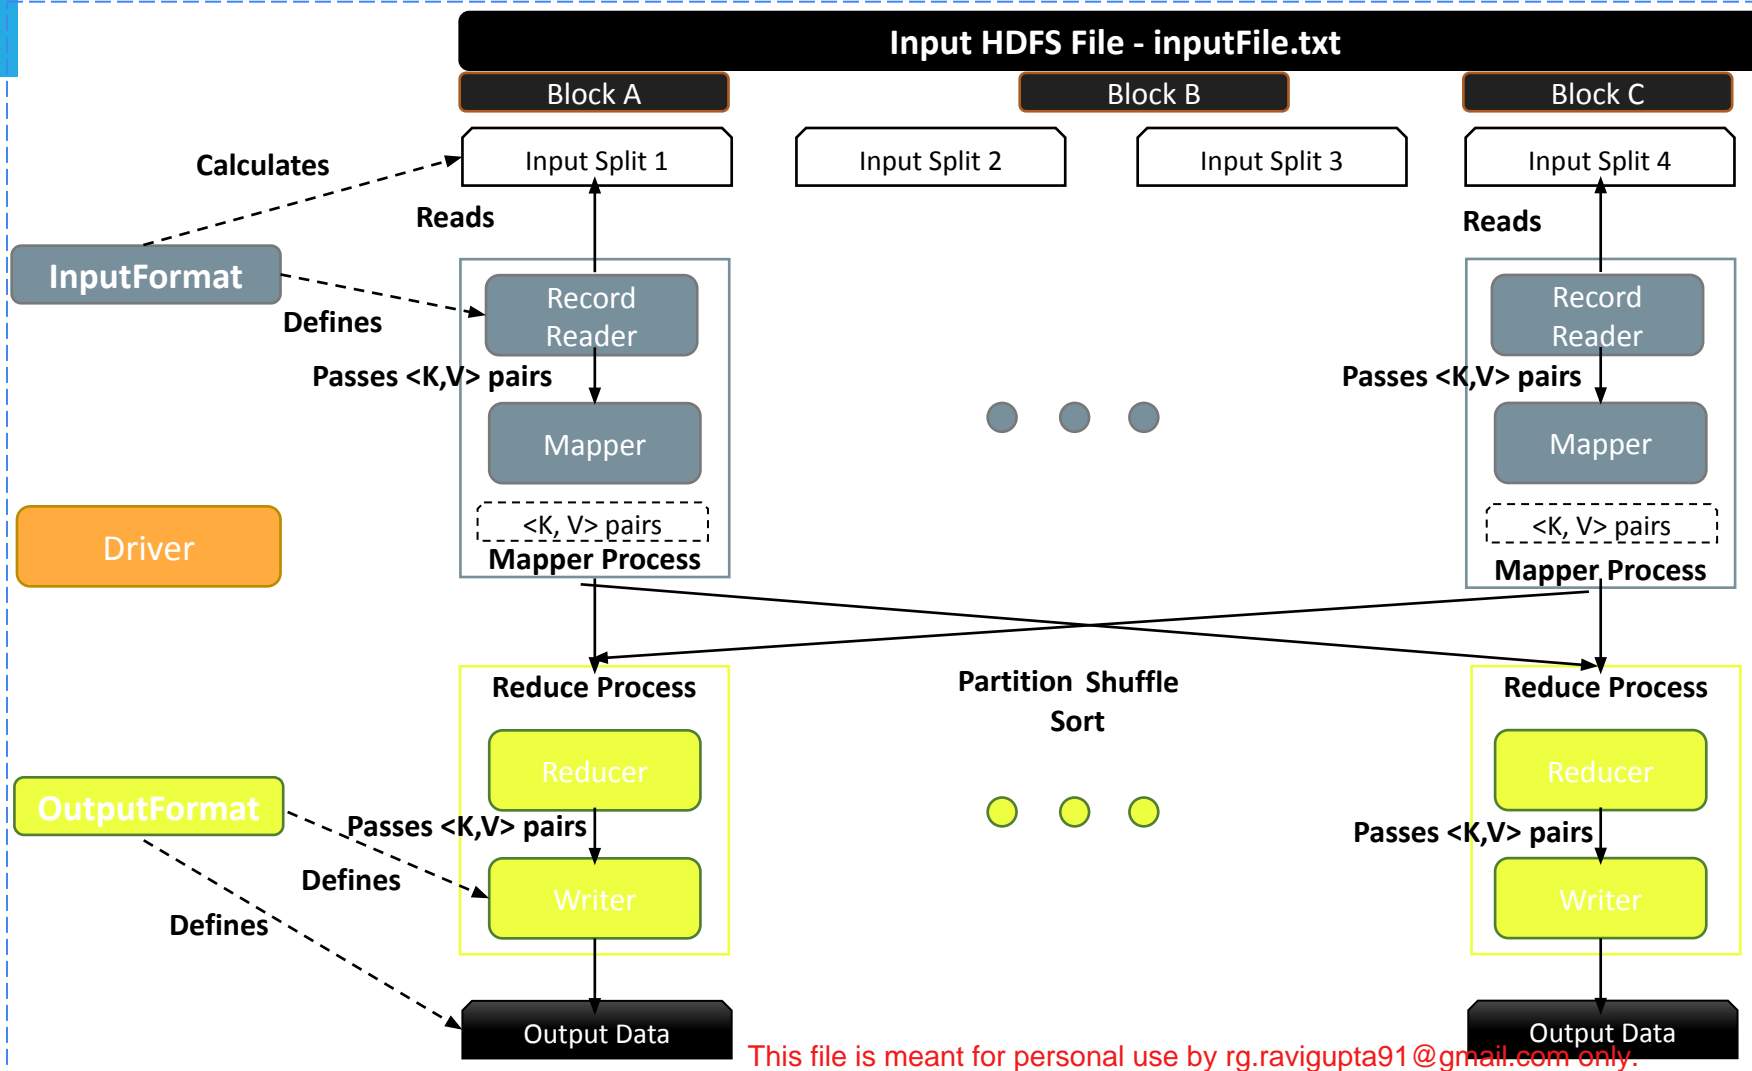 Input HDFS File - inputFile.txt
Block A
Block B
Block C
Input Split 1
Input Split 2
Input Split 3
Input Split 4
Calculates
Reads
Reads
InputFormat
Defines
Record
Reader
Record
Reader
Passes <K,V> pairs
Passes <K,V> pairs
Mapper
Mapper
<K, V> pairs
<K, V> pairs
Mapper Process
Mapper Process
Driver
Partition Shuffle
Sort
Reduce Process
Reduce Process
Reducer
Reducer
OutputFormat
Passes <K,V> pairs
Passes <K,V> pairs
Defines
Writer
Writer
Defines
Output Data
Output Data
This file is meant for personal use by rg.ravigupta91@gmail.com only.